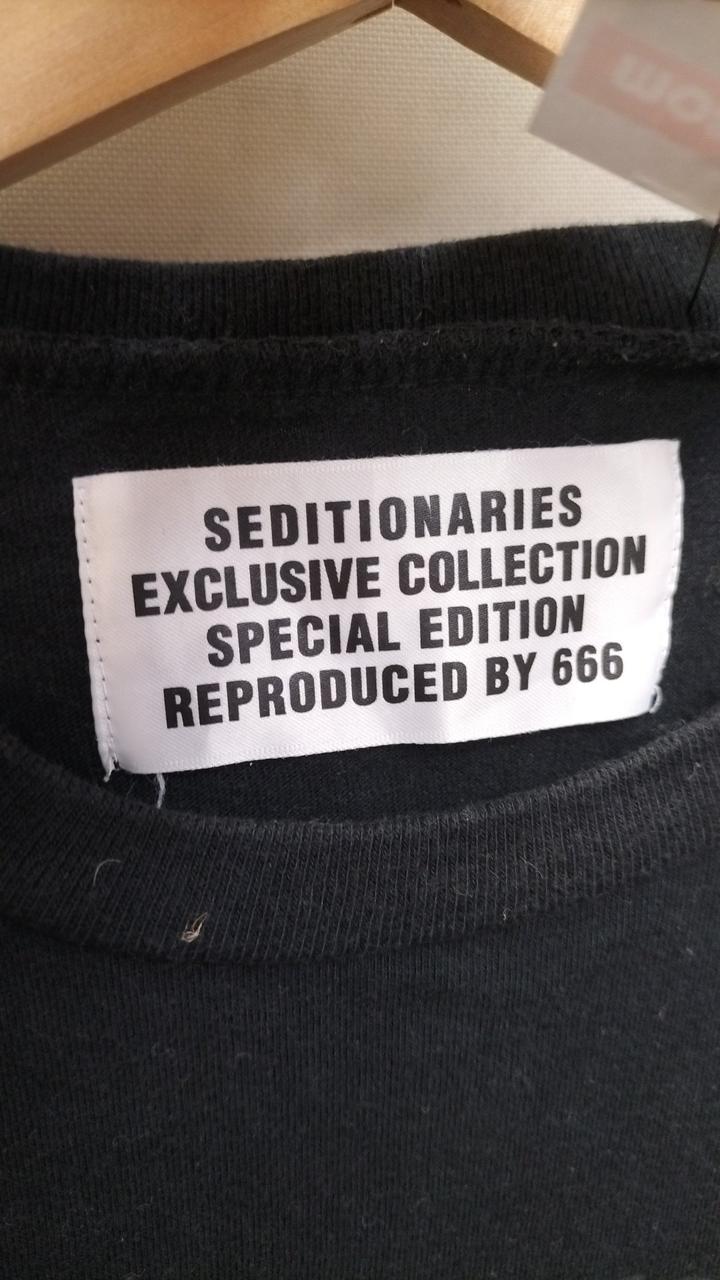 SEDITIONARIES
EXCLUSIVE COLLECTION
SPECIAL EDITION
REPRODUCED BY 666